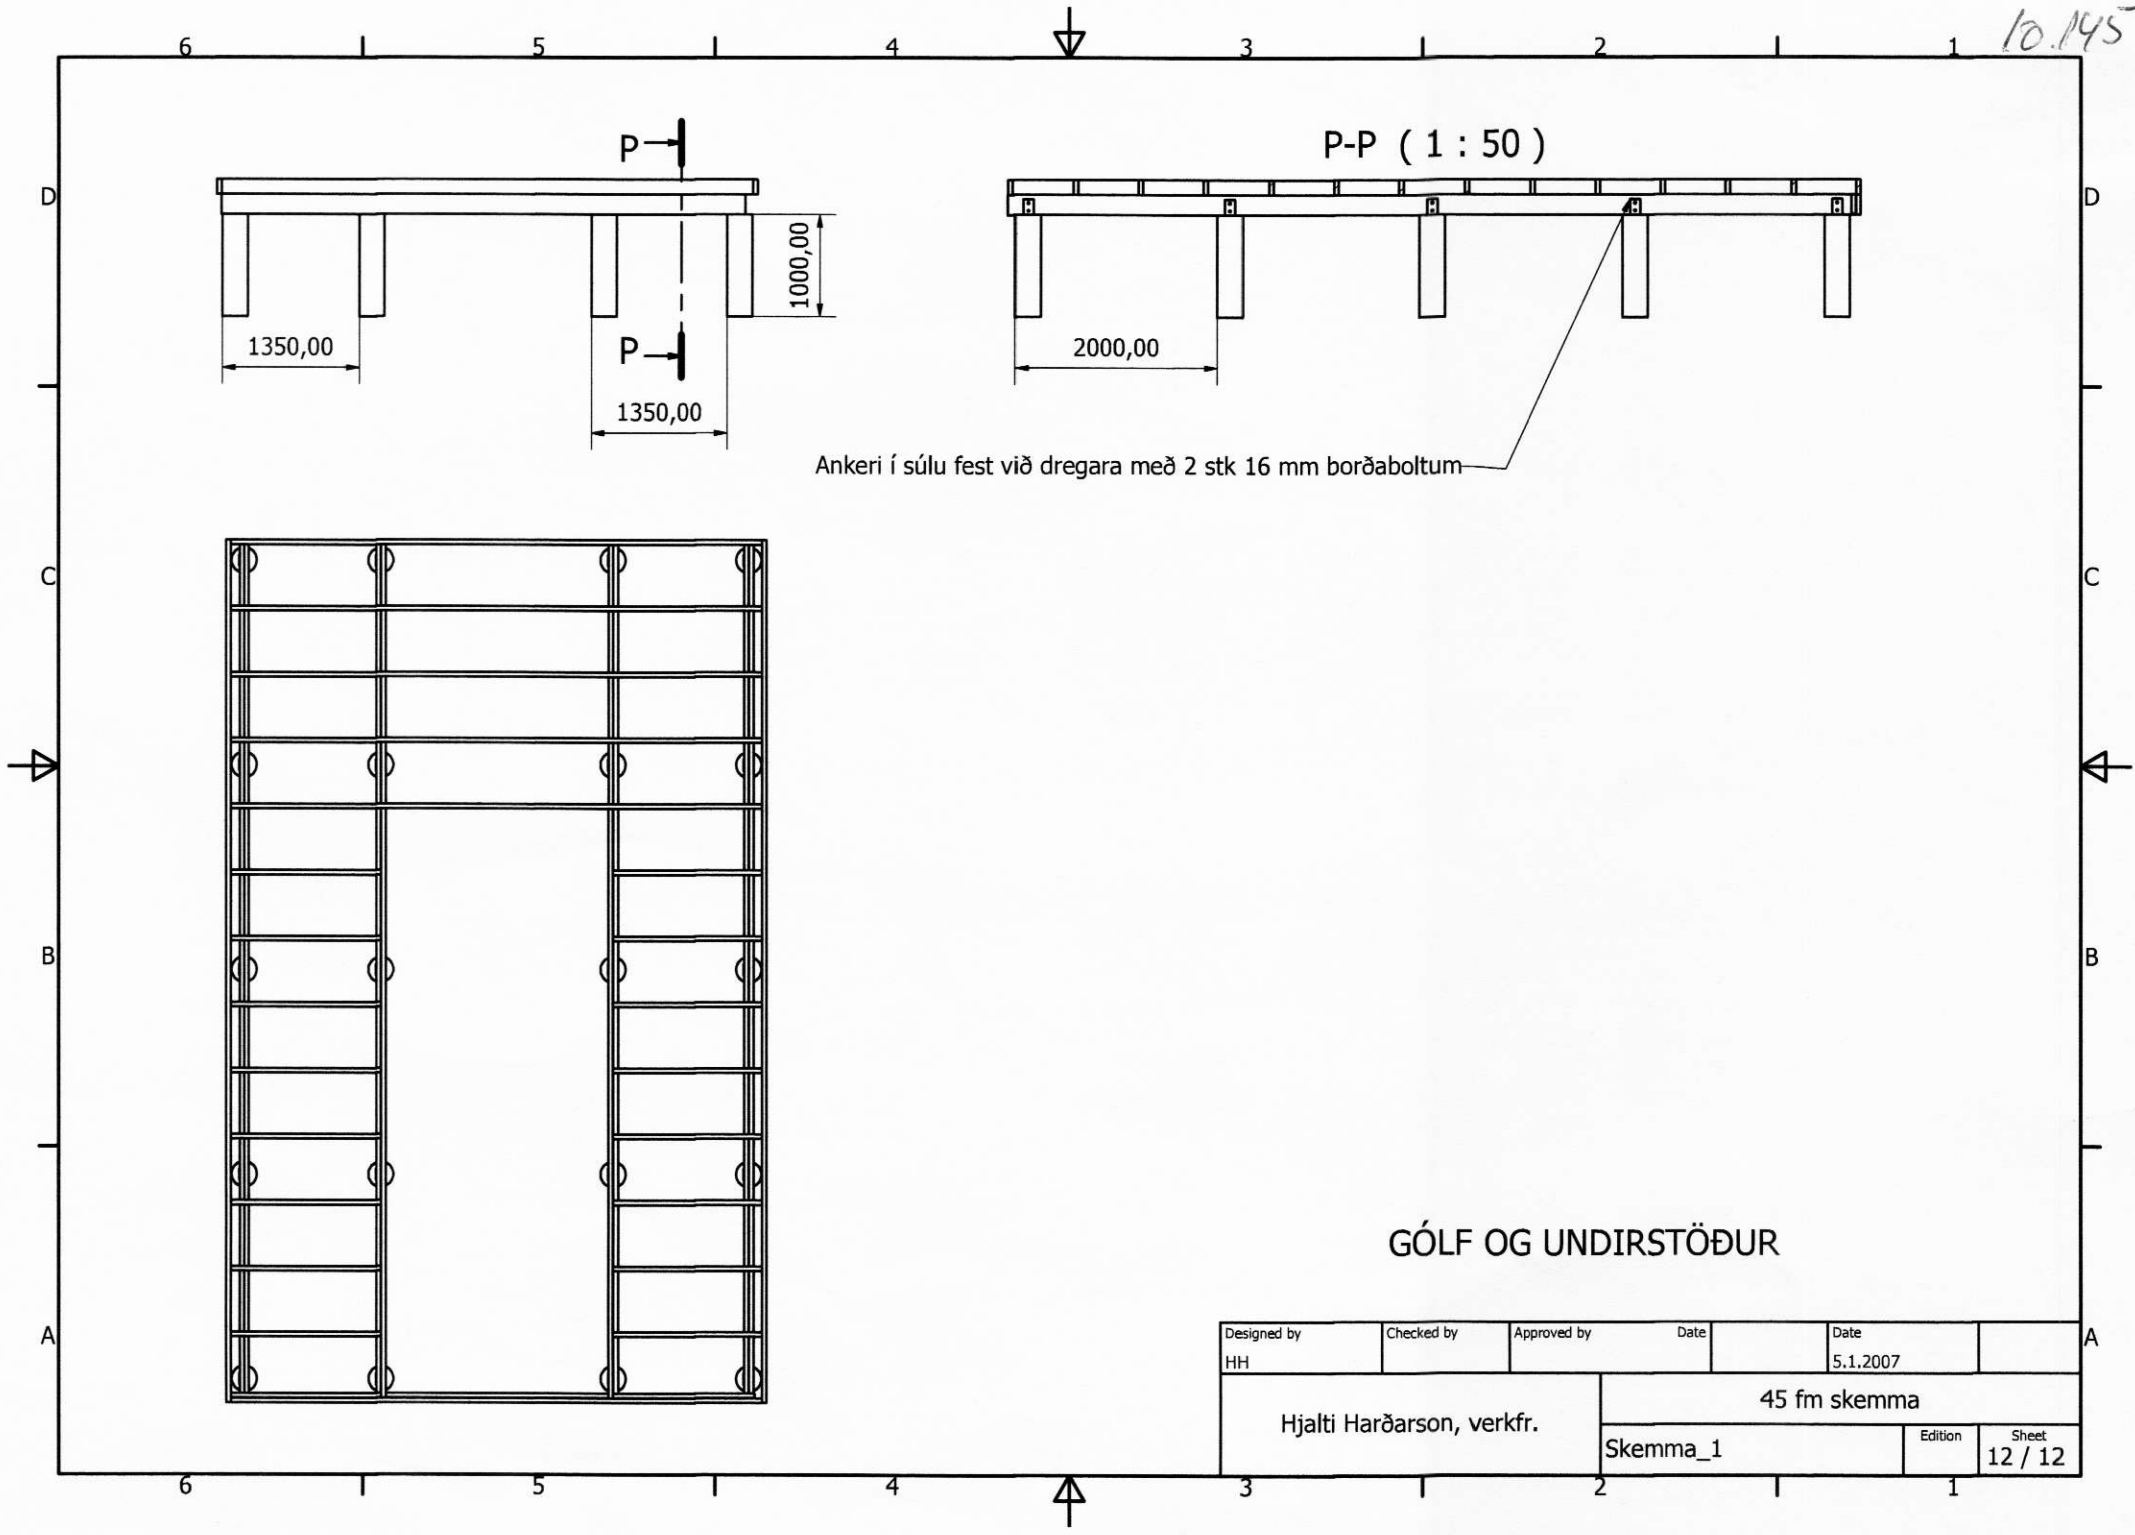 10.145
6 5 4 3 2 1
P
P-P ( 1 : 50 )
D D
1000,00
1350,00
P
2000,00
1350,00
Ankeri í súlu fest við dregara með 2 stk 16 mm borðaboltum
C C
B B
GÓLF OG UNDIRSTÖÐUR
A A
Designed by Checked by Approved by Date Date
HH 5.1.2007
45 fm skemma
Hjalti Harðarson, verkfr.
Skemma_1 Edition Sheet
12 / 12
6 5 4 3 2 1